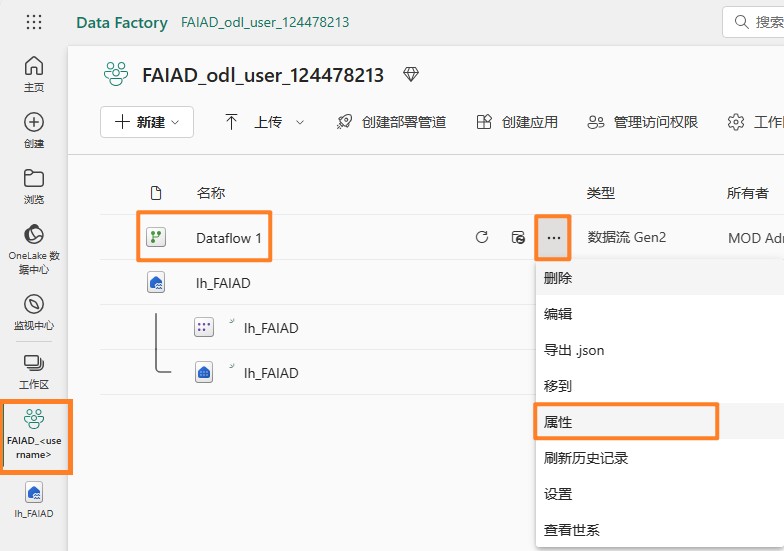 Data Factory FAIAD_odl_user_124478213 搜索
主页
创建
浏览
OneLake 数
据中心
监视中心
工作区
FAIAD_<use
rname>
lh_FAIAD
FAIAD_odl_user_124478213
新建 上传 创建部署管道 创建应用 管理访问权限 工作
名称 类型 所有者
Dataflow 1 ... 数据流 Gen2 MOD Adr
lh_FAIAD
lh_FAIAD
lh_FAIAD
删除
编辑
导出 .json
移到
属性
刷新历史记录
设置
查看世系